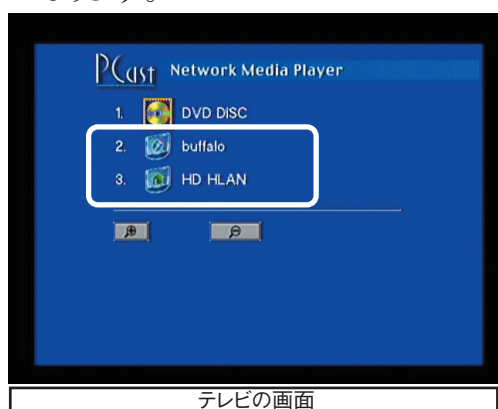 PCast Network Media Player
1. DVD DISC
2. buffalo
3. HD HLAN
テレビの画面